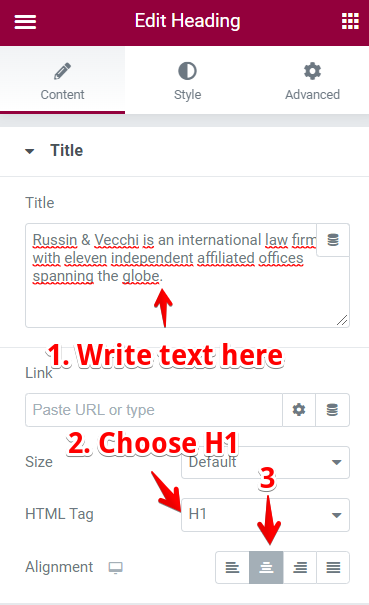 Edit Heading
Content Style Advanced
Title
Title
Russin & Vecchi is an international law firm
with eleven independent affiliated offices
spanning the globe.
1. Write text here
Link
Paste URL or type
2. Choose H1
Size Default
3
HTML Tag H1
Alignment